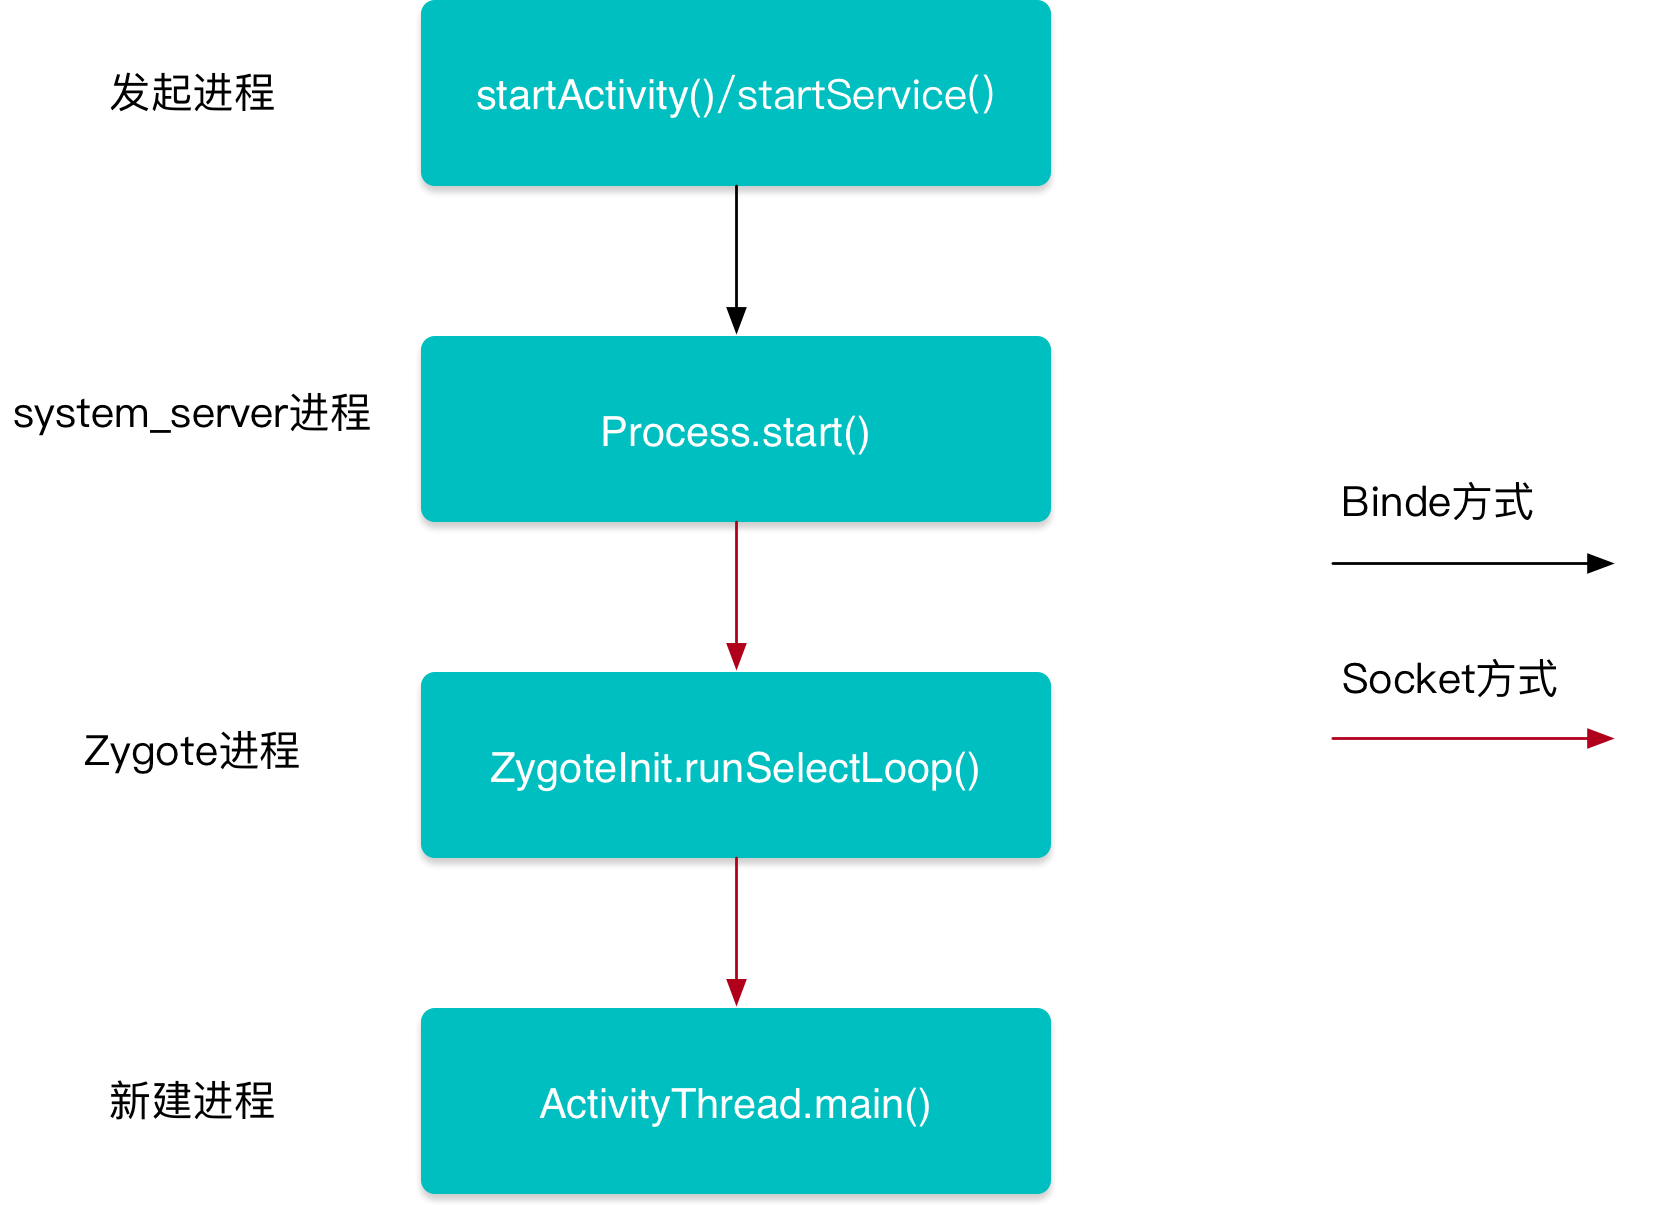 发起进程
startActivity()/startService()
system_server进程
Process.start()
Binde方式
Socket方式
Zygote进程
ZygoteInit.runSelectLoop()
新建进程
ActivityThread.main()